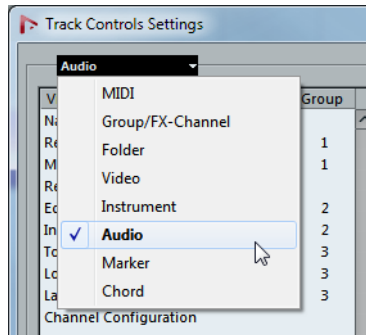 Track Controls Settings
Audio
MIDI
Group
Group/FX-Channel
Folder
1
Video
1
Instrument
2
Audio
2
Marker
3
Chord
3
3
Channel Configuration